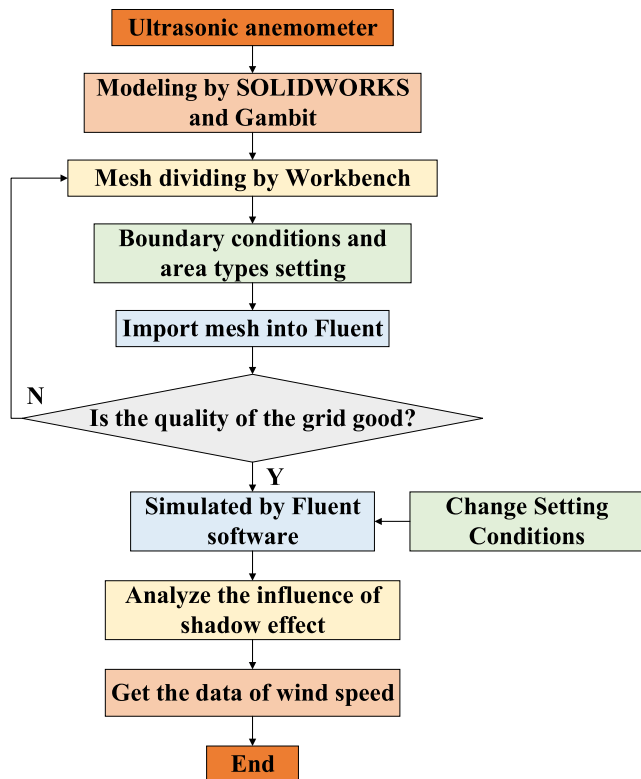 Ultrasonic anemometer
Modeling by SOLIDWORKS
and Gambit
Mesh dividing by Workbench
Boundary conditions and
area types setting
Import mesh into Fluent
N
Is the quality of the grid good?
Y
Simulated by Fluent
software
Change Setting
Conditions
Analyze the influence of
shadow effect
Get the data of wind speed
End